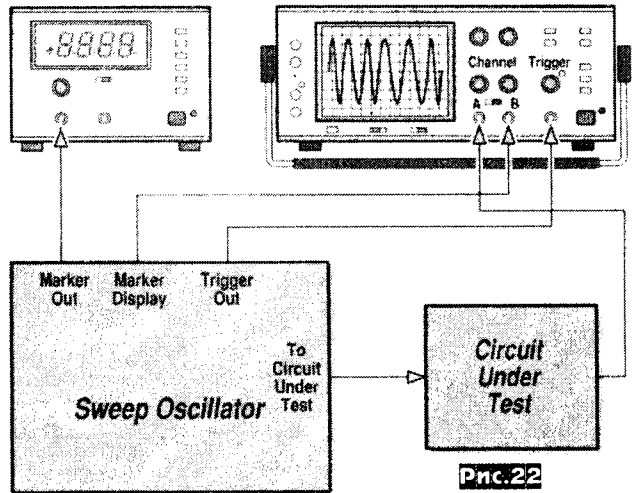 -8888
Channel
Trigger
A
B
Marker Out
Marker Display
Trigger Out
To Circuit Under Test
Sweep Oscillator
Circuit Under Test
Рис.22